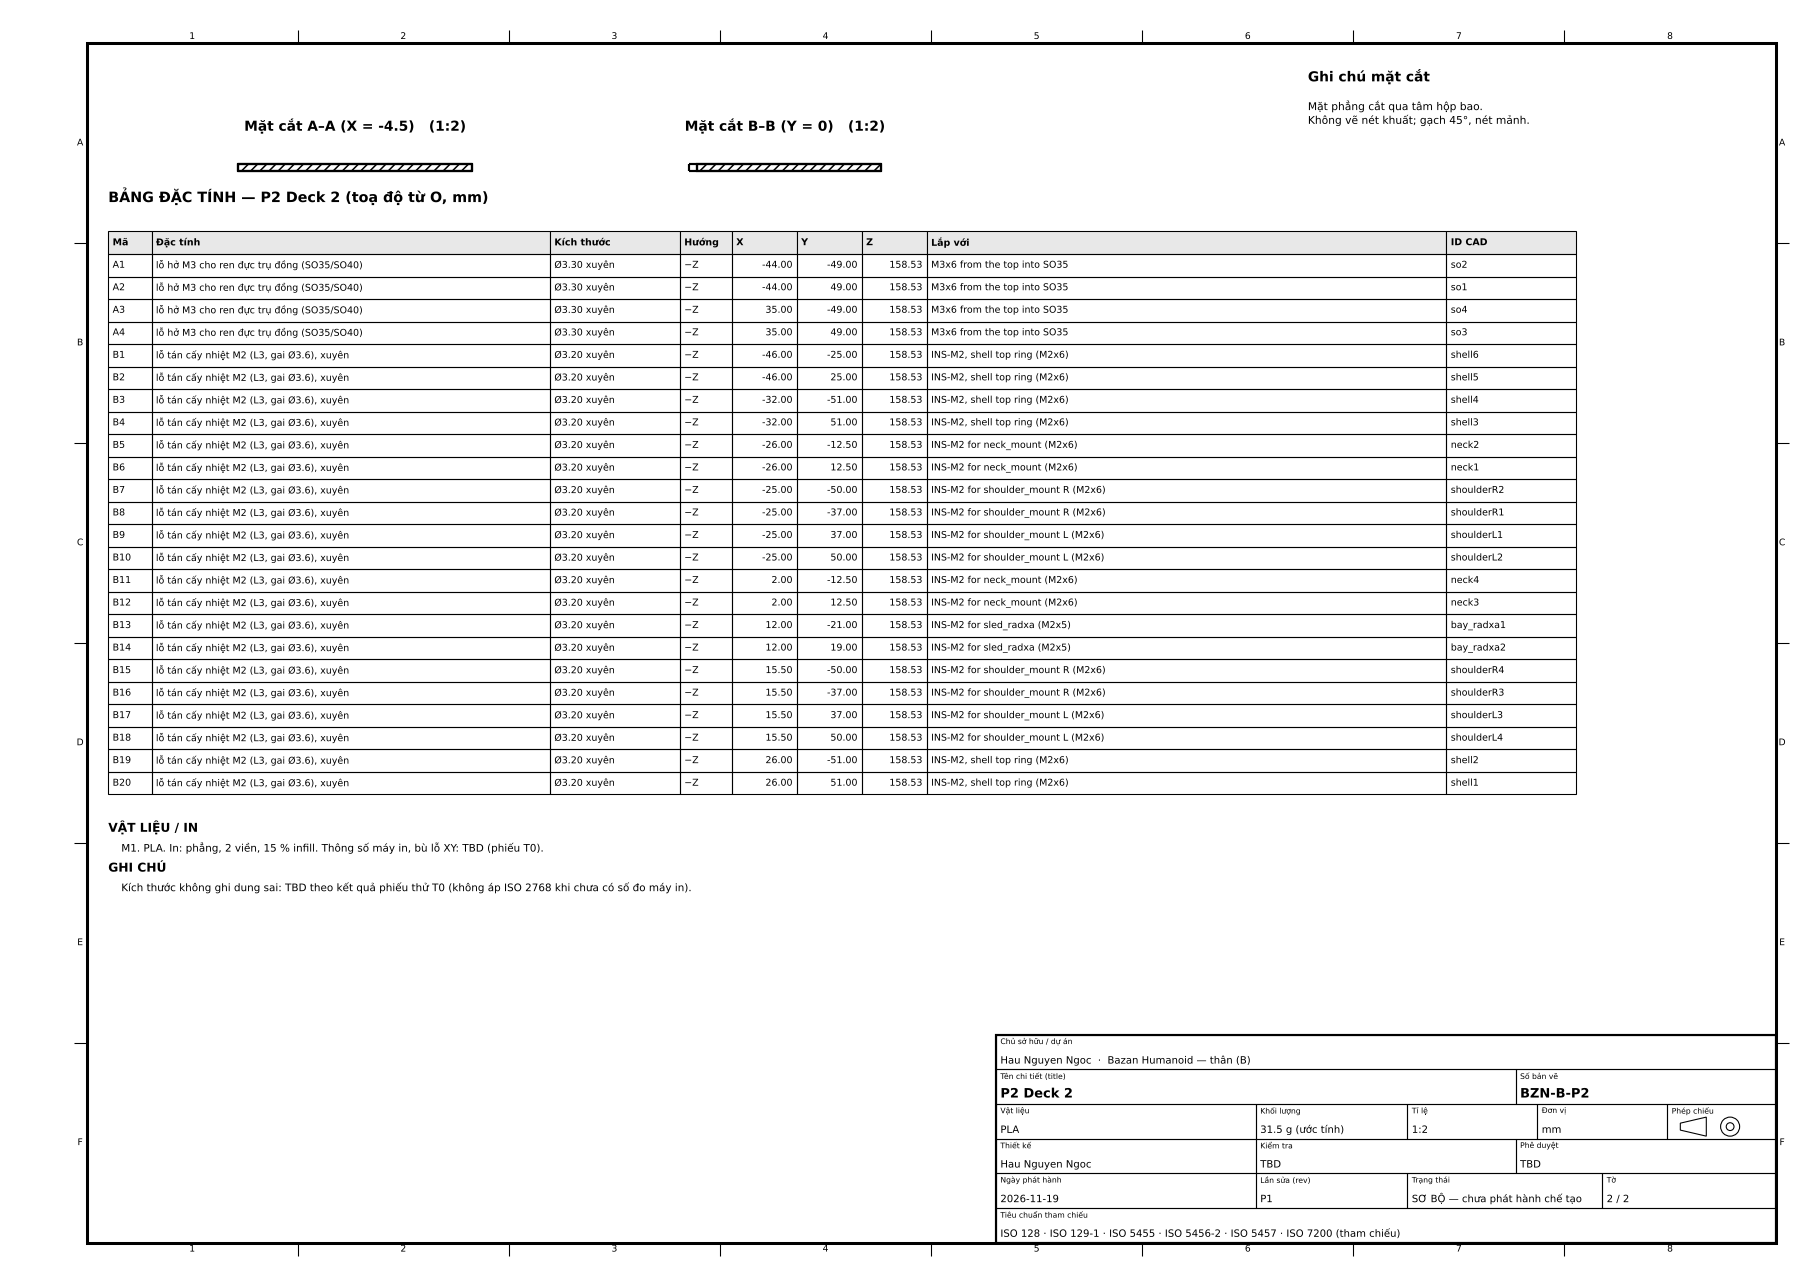 1 2 3 4 5 6 7 8
Ghi chú mặt cắt
Mặt phẳng cắt qua tâm hộp bao.
Không vẽ nét khuất; gạch 45°, nét mảnh.
Mặt cắt A–A (X = -4.5) (1:2)
Mặt cắt B–B (Y = 0) (1:2)
A A
BẢNG ĐẶC TÍNH — P2 Deck 2 (toạ độ từ O, mm)
Mã Đặc tính Kích thước Hướng X Y Z Lắp với ID CAD
A1 lỗ hở M3 cho ren đực trụ đồng (SO35/SO40) Ø3.30 xuyên −Z -44.00 -49.00 158.53 M3x6 from the top into SO35 so2
A2 lỗ hở M3 cho ren đực trụ đồng (SO35/SO40) Ø3.30 xuyên −Z -44.00 49.00 158.53 M3x6 from the top into SO35 so1
A3 lỗ hở M3 cho ren đực trụ đồng (SO35/SO40) Ø3.30 xuyên −Z 35.00 -49.00 158.53 M3x6 from the top into SO35 so4
A4 lỗ hở M3 cho ren đực trụ đồng (SO35/SO40) Ø3.30 xuyên −Z 35.00 49.00 158.53 M3x6 from the top into SO35 so3
B B
B1 lỗ tán cấy nhiệt M2 (L3, gai Ø3.6), xuyên Ø3.20 xuyên −Z -46.00 -25.00 158.53 INS-M2, shell top ring (M2x6) shell6
B2 lỗ tán cấy nhiệt M2 (L3, gai Ø3.6), xuyên Ø3.20 xuyên −Z -46.00 25.00 158.53 INS-M2, shell top ring (M2x6) shell5
B3 lỗ tán cấy nhiệt M2 (L3, gai Ø3.6), xuyên Ø3.20 xuyên −Z -32.00 -51.00 158.53 INS-M2, shell top ring (M2x6) shell4
B4 lỗ tán cấy nhiệt M2 (L3, gai Ø3.6), xuyên Ø3.20 xuyên −Z -32.00 51.00 158.53 INS-M2, shell top ring (M2x6) shell3
B5 lỗ tán cấy nhiệt M2 (L3, gai Ø3.6), xuyên Ø3.20 xuyên −Z -26.00 -12.50 158.53 INS-M2 for neck_mount (M2x6) neck2
B6 lỗ tán cấy nhiệt M2 (L3, gai Ø3.6), xuyên Ø3.20 xuyên −Z -26.00 12.50 158.53 INS-M2 for neck_mount (M2x6) neck1
B7 lỗ tán cấy nhiệt M2 (L3, gai Ø3.6), xuyên Ø3.20 xuyên −Z -25.00 -50.00 158.53 INS-M2 for shoulder_mount R (M2x6) shoulderR2
B8 lỗ tán cấy nhiệt M2 (L3, gai Ø3.6), xuyên Ø3.20 xuyên −Z -25.00 -37.00 158.53 INS-M2 for shoulder_mount R (M2x6) shoulderR1
B9 lỗ tán cấy nhiệt M2 (L3, gai Ø3.6), xuyên Ø3.20 xuyên −Z -25.00 37.00 158.53 INS-M2 for shoulder_mount L (M2x6) shoulderL1
C C
B10 lỗ tán cấy nhiệt M2 (L3, gai Ø3.6), xuyên Ø3.20 xuyên −Z -25.00 50.00 158.53 INS-M2 for shoulder_mount L (M2x6) shoulderL2
B11 lỗ tán cấy nhiệt M2 (L3, gai Ø3.6), xuyên Ø3.20 xuyên −Z 2.00 -12.50 158.53 INS-M2 for neck_mount (M2x6) neck4
B12 lỗ tán cấy nhiệt M2 (L3, gai Ø3.6), xuyên Ø3.20 xuyên −Z 2.00 12.50 158.53 INS-M2 for neck_mount (M2x6) neck3
B13 lỗ tán cấy nhiệt M2 (L3, gai Ø3.6), xuyên Ø3.20 xuyên −Z 12.00 -21.00 158.53 INS-M2 for sled_radxa (M2x5) bay_radxa1
B14 lỗ tán cấy nhiệt M2 (L3, gai Ø3.6), xuyên Ø3.20 xuyên −Z 12.00 19.00 158.53 INS-M2 for sled_radxa (M2x5) bay_radxa2
B15 lỗ tán cấy nhiệt M2 (L3, gai Ø3.6), xuyên Ø3.20 xuyên −Z 15.50 -50.00 158.53 INS-M2 for shoulder_mount R (M2x6) shoulderR4
B16 lỗ tán cấy nhiệt M2 (L3, gai Ø3.6), xuyên Ø3.20 xuyên −Z 15.50 -37.00 158.53 INS-M2 for shoulder_mount R (M2x6) shoulderR3
B17 lỗ tán cấy nhiệt M2 (L3, gai Ø3.6), xuyên Ø3.20 xuyên −Z 15.50 37.00 158.53 INS-M2 for shoulder_mount L (M2x6) shoulderL3
B18 lỗ tán cấy nhiệt M2 (L3, gai Ø3.6), xuyên Ø3.20 xuyên −Z 15.50 50.00 158.53 INS-M2 for shoulder_mount L (M2x6) shoulderL4
D D
B19 lỗ tán cấy nhiệt M2 (L3, gai Ø3.6), xuyên Ø3.20 xuyên −Z 26.00 -51.00 158.53 INS-M2, shell top ring (M2x6) shell2
B20 lỗ tán cấy nhiệt M2 (L3, gai Ø3.6), xuyên Ø3.20 xuyên −Z 26.00 51.00 158.53 INS-M2, shell top ring (M2x6) shell1
VẬT LIỆU / IN
M1. PLA. In: phẳng, 2 viền, 15 % infill. Thông số máy in, bù lỗ XY: TBD (phiếu T0).
GHI CHÚ
Kích thước không ghi dung sai: TBD theo kết quả phiếu thử T0 (không áp ISO 2768 khi chưa có số đo máy in).
E E
Chủ sở hữu / dự án
Hau Nguyen Ngoc · Bazan Humanoid — thân (B)
Tên chi tiết (title) Số bản vẽ
P2 Deck 2 BZN-B-P2
Vật liệu Khối lượng Tỉ lệ Đơn vị Phép chiếu
PLA 31.5 g (ước tính) 1:2 mm
F F
Thiết kế Kiểm tra Phê duyệt
Hau Nguyen Ngoc TBD TBD
Ngày phát hành Lần sửa (rev) Trạng thái Tờ
2026-11-19 P1 SƠ BỘ — chưa phát hành chế tạo 2 / 2
Tiêu chuẩn tham chiếu
ISO 128 · ISO 129-1 · ISO 5455 · ISO 5456-2 · ISO 5457 · ISO 7200 (tham chiếu)
1 2 3 4 5 6 7 8